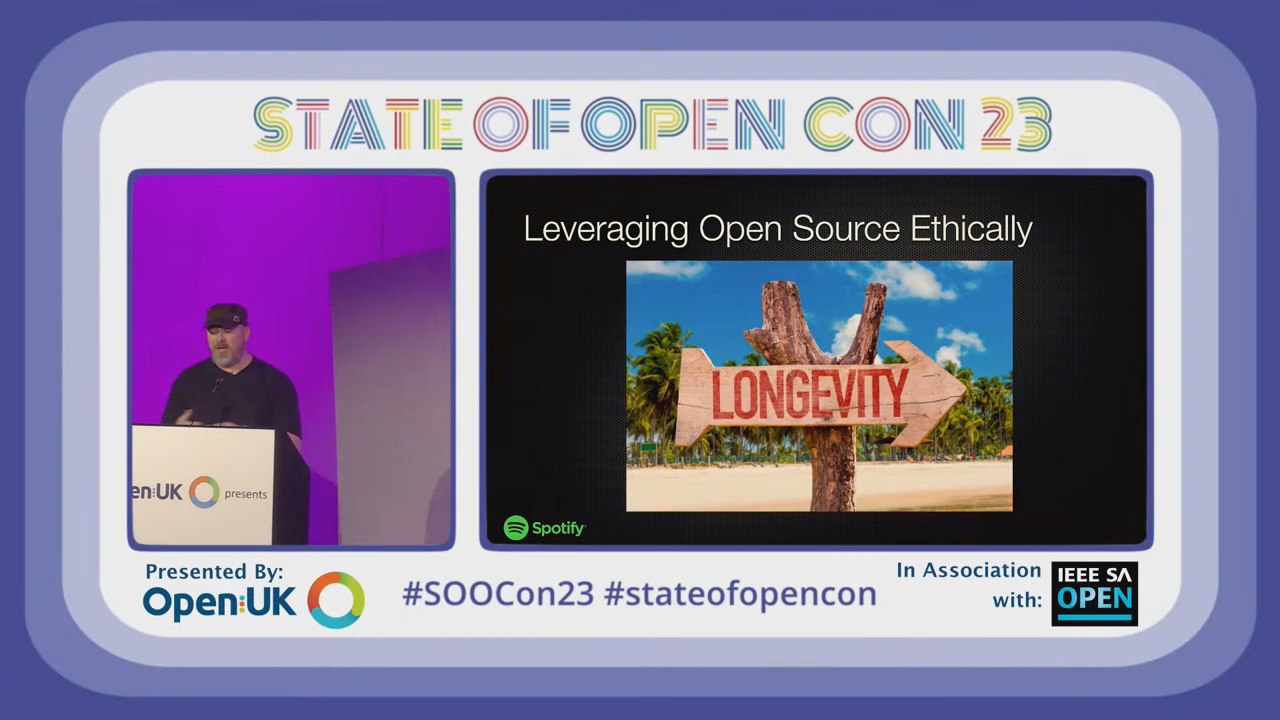 STATE OF OPEN CON 23
en:UK presents
Leveraging Open Source Ethically
LONGEVITY
Spotify
Presented By:
Open:UK
#SOOCon23 #stateofopencon
In Association
with:
IEEE SA
OPEN